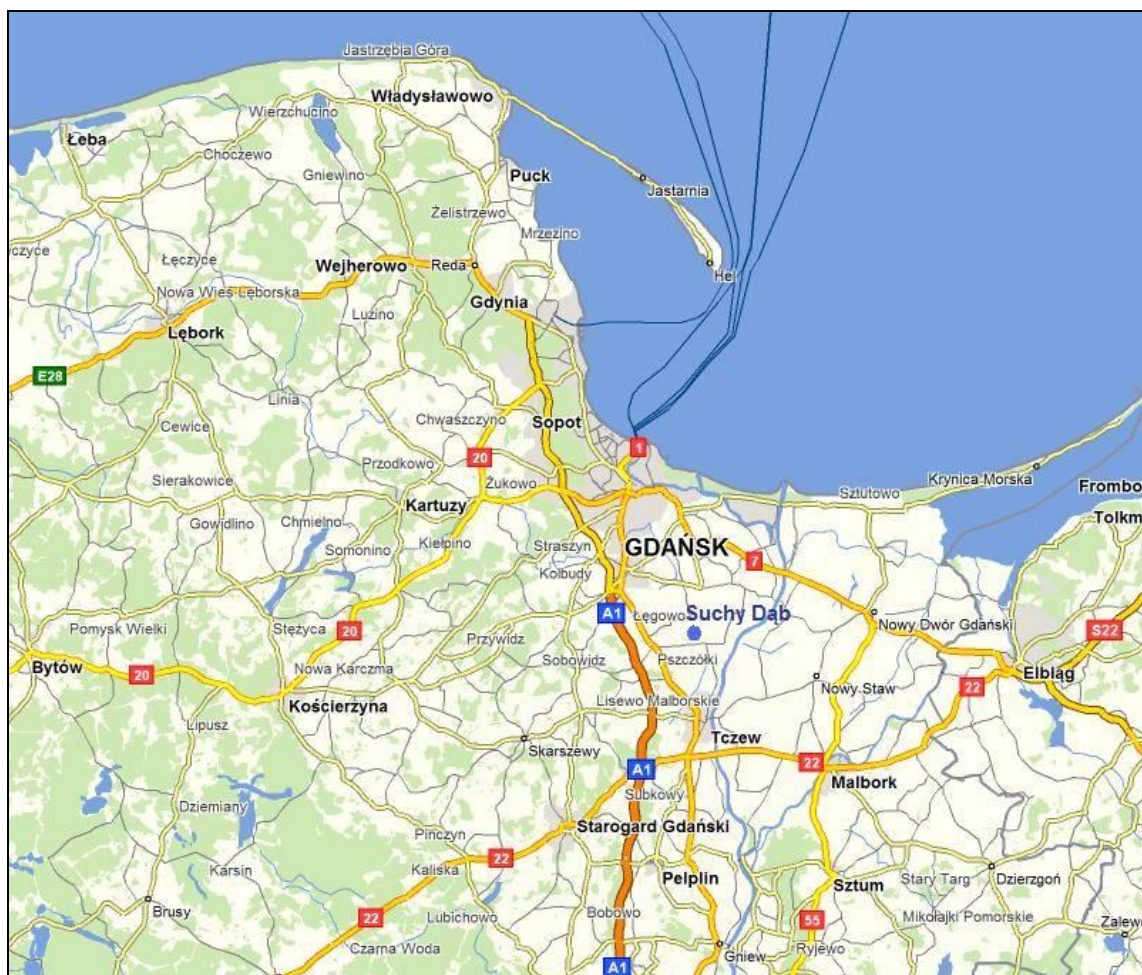 Jastrzębia Góra
Władysławowo
Wierzchucino
Łeba
Choczewo
Gniewino
Puck
Jastarnia
Żelistrzewo
Mrzezino
Łęczyce
Wejherowo
Reda
Hel
Nowa Wieś Lęborska
Gdynia
Luzino
Lębork
E28
Linia
Chwaszczyno
Sopot
Cewice
1
20
Przodkowo
Żukowo
Sierakowice
Krynica Morska
Sztutowo
Kartuzy
Gowidlino
Chmielno
Somonino
Kiełpino
Straszyn
GDAŃSK
Kolbudy
7
A1
Łęgowo
Suchy Dąb
Nowy Dwór Gdański
Pomysk Wielki
Stężyca
20
Przywidz
S22
Bytów
20
Nowa Karczma
Sobowidz
Pszczółki
Elbląg
Nowy Staw
22
Kościerzyna
Lipusz
Lisewo Malborskie
Skarszewy
Tczew
A1
22
Malbork
Dziemiany
Subkowy
Pinczyn
Starogard Gdański
22
Kaliska
Karsin
Pelplin
Sztum
Stary Targ
Dzierzgoń
Brusy
22
Lubichowo
Bobowo
55
Mikołajki Pomorskie
Czarna Woda
A1
Gniew
Ryjewo